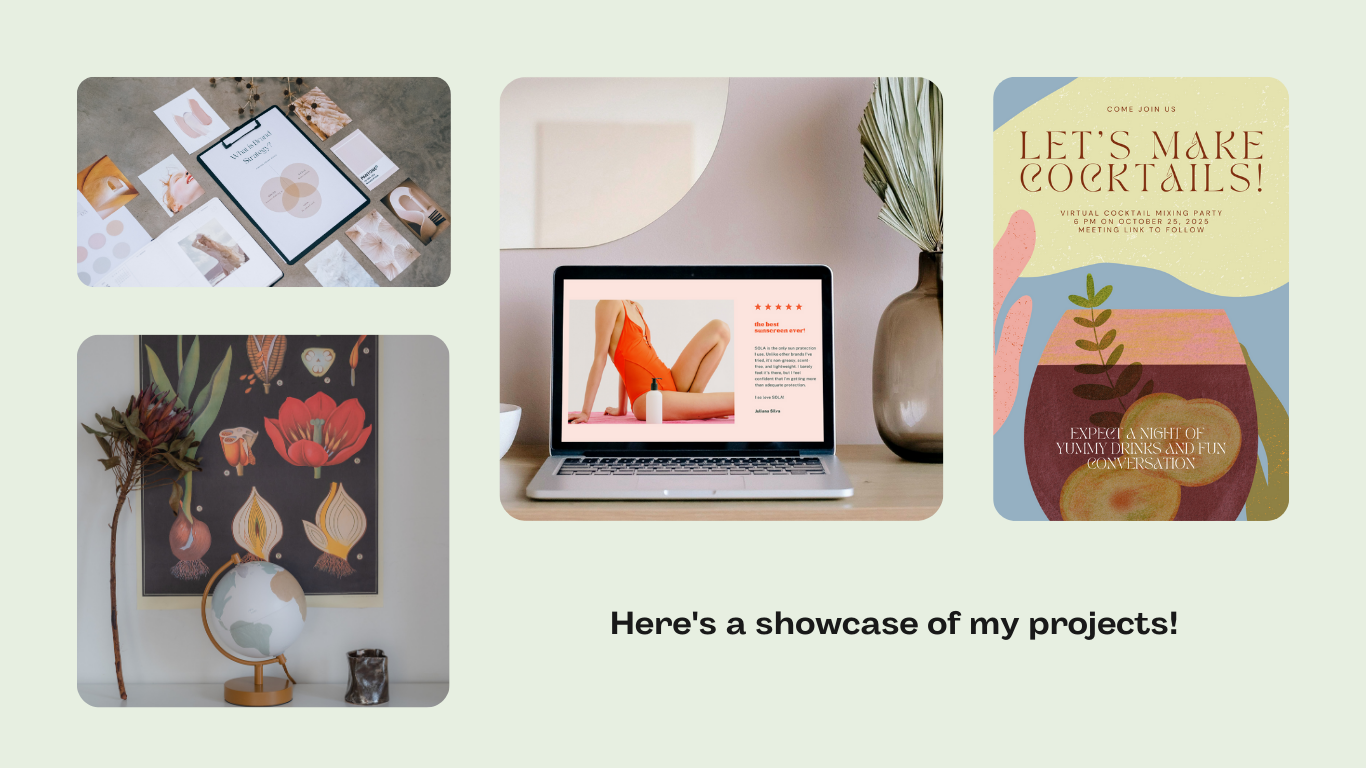 What is Brand
Strategy?
PANTONE
the best
sunscreen ever!
SOLA is the only sun protection
I use. Unlike other brands I've
tried, it's non-greasy, scent
free, and lightweight. I barely
feel it's there, but I feel
confident that I'm getting more
than adequate protection.
I so love SOLA!
Juliana Silva
COME JOIN US
LET'S MAKE
COCKTAILS!
VIRTUAL COCKTAIL MIXING PARTY
6 PM ON OCTOBER 25, 2025
MEETING LINK TO FOLLOW
EXPECT A NIGHT OF
YUMMY DRINKS AND FUN
CONVERSATION
Here's a showcase of my projects!